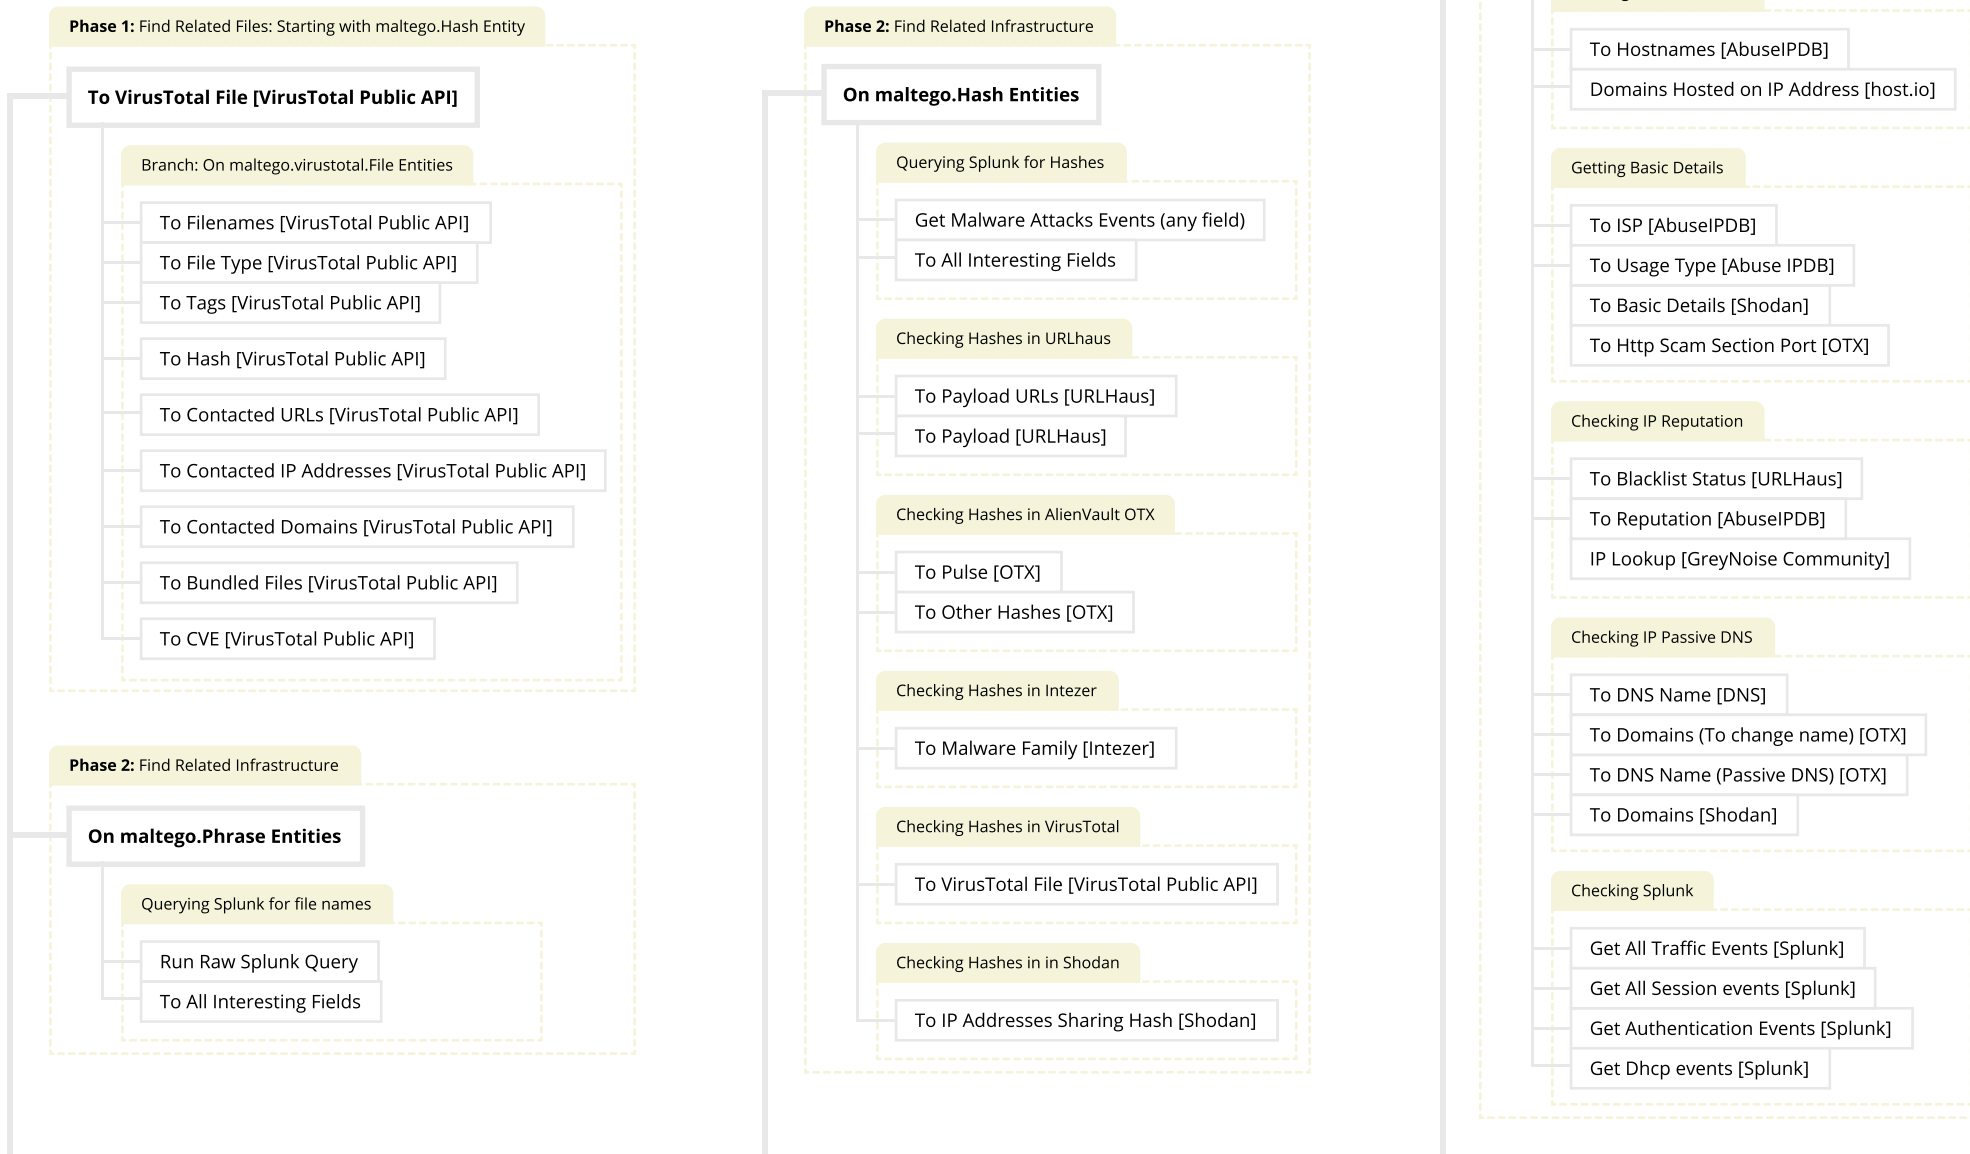 Phase 1: Find Related Files: Starting with maltego.Hash Entity
To VirusTotal File [VirusTotal Public API]
Branch: On maltego.virustotal.File Entities
To Filenames [VirusTotal Public API]
To File Type [VirusTotal Public API]
To Tags [VirusTotal Public API]
To Hash [VirusTotal Public API]
To Contacted URLs [VirusTotal Public API]
To Contacted IP Addresses [VirusTotal Public API]
To Contacted Domains [VirusTotal Public API]
To Bundled Files [VirusTotal Public API]
To CVE [VirusTotal Public API]
Phase 2: Find Related Infrastructure
On maltego.Phrase Entities
Querying Splunk for file names
Run Raw Splunk Query
To All Interesting Fields
Phase 2: Find Related Infrastructure
On maltego.Hash Entities
Querying Splunk for Hashes
Get Malware Attacks Events (any field)
To All Interesting Fields
Checking Hashes in URLhaus
To Payload URLs [URLHaus]
To Payload [URLHaus]
Checking Hashes in AlienVault OTX
To Pulse [OTX]
To Other Hashes [OTX]
Checking Hashes in Intezer
To Malware Family [Intezer]
Checking Hashes in VirusTotal
To VirusTotal File [VirusTotal Public API]
Checking Hashes in in Shodan
To IP Addresses Sharing Hash [Shodan]
To Hostnames [AbuseIPDB]
Domains Hosted on IP Address [host.io]
Getting Basic Details
To ISP [AbuseIPDB]
To Usage Type [Abuse IPDB]
To Basic Details [Shodan]
To Http Scam Section Port [OTX]
Checking IP Reputation
To Blacklist Status [URLHaus]
To Reputation [AbuseIPDB]
IP Lookup [GreyNoise Community]
Checking IP Passive DNS
To DNS Name [DNS]
To Domains (To change name) [OTX]
To DNS Name (Passive DNS) [OTX]
To Domains [Shodan]
Checking Splunk
Get All Traffic Events [Splunk]
Get All Session events [Splunk]
Get Authentication Events [Splunk]
Get Dhcp events [Splunk]